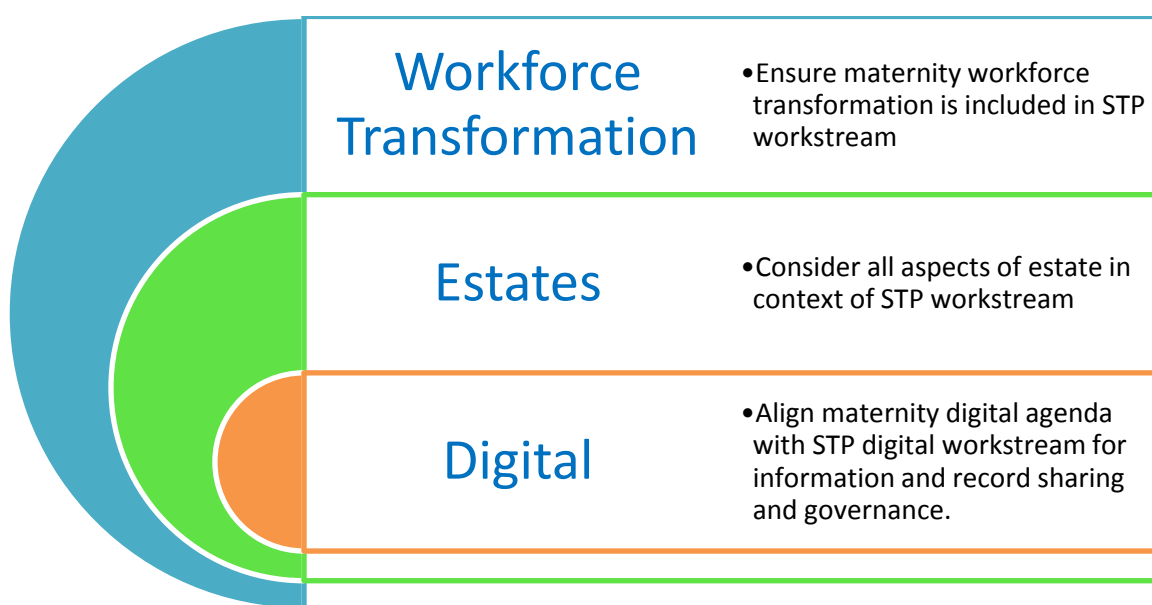 Workforce
Transformation
•Ensure maternity workforce
transformation is included in STP
workstream
Estates
•Consider all aspects of estate in
context of STP workstream
Digital
•Align maternity digital agenda
with STP digital workstream for
information and record sharing
and governance.